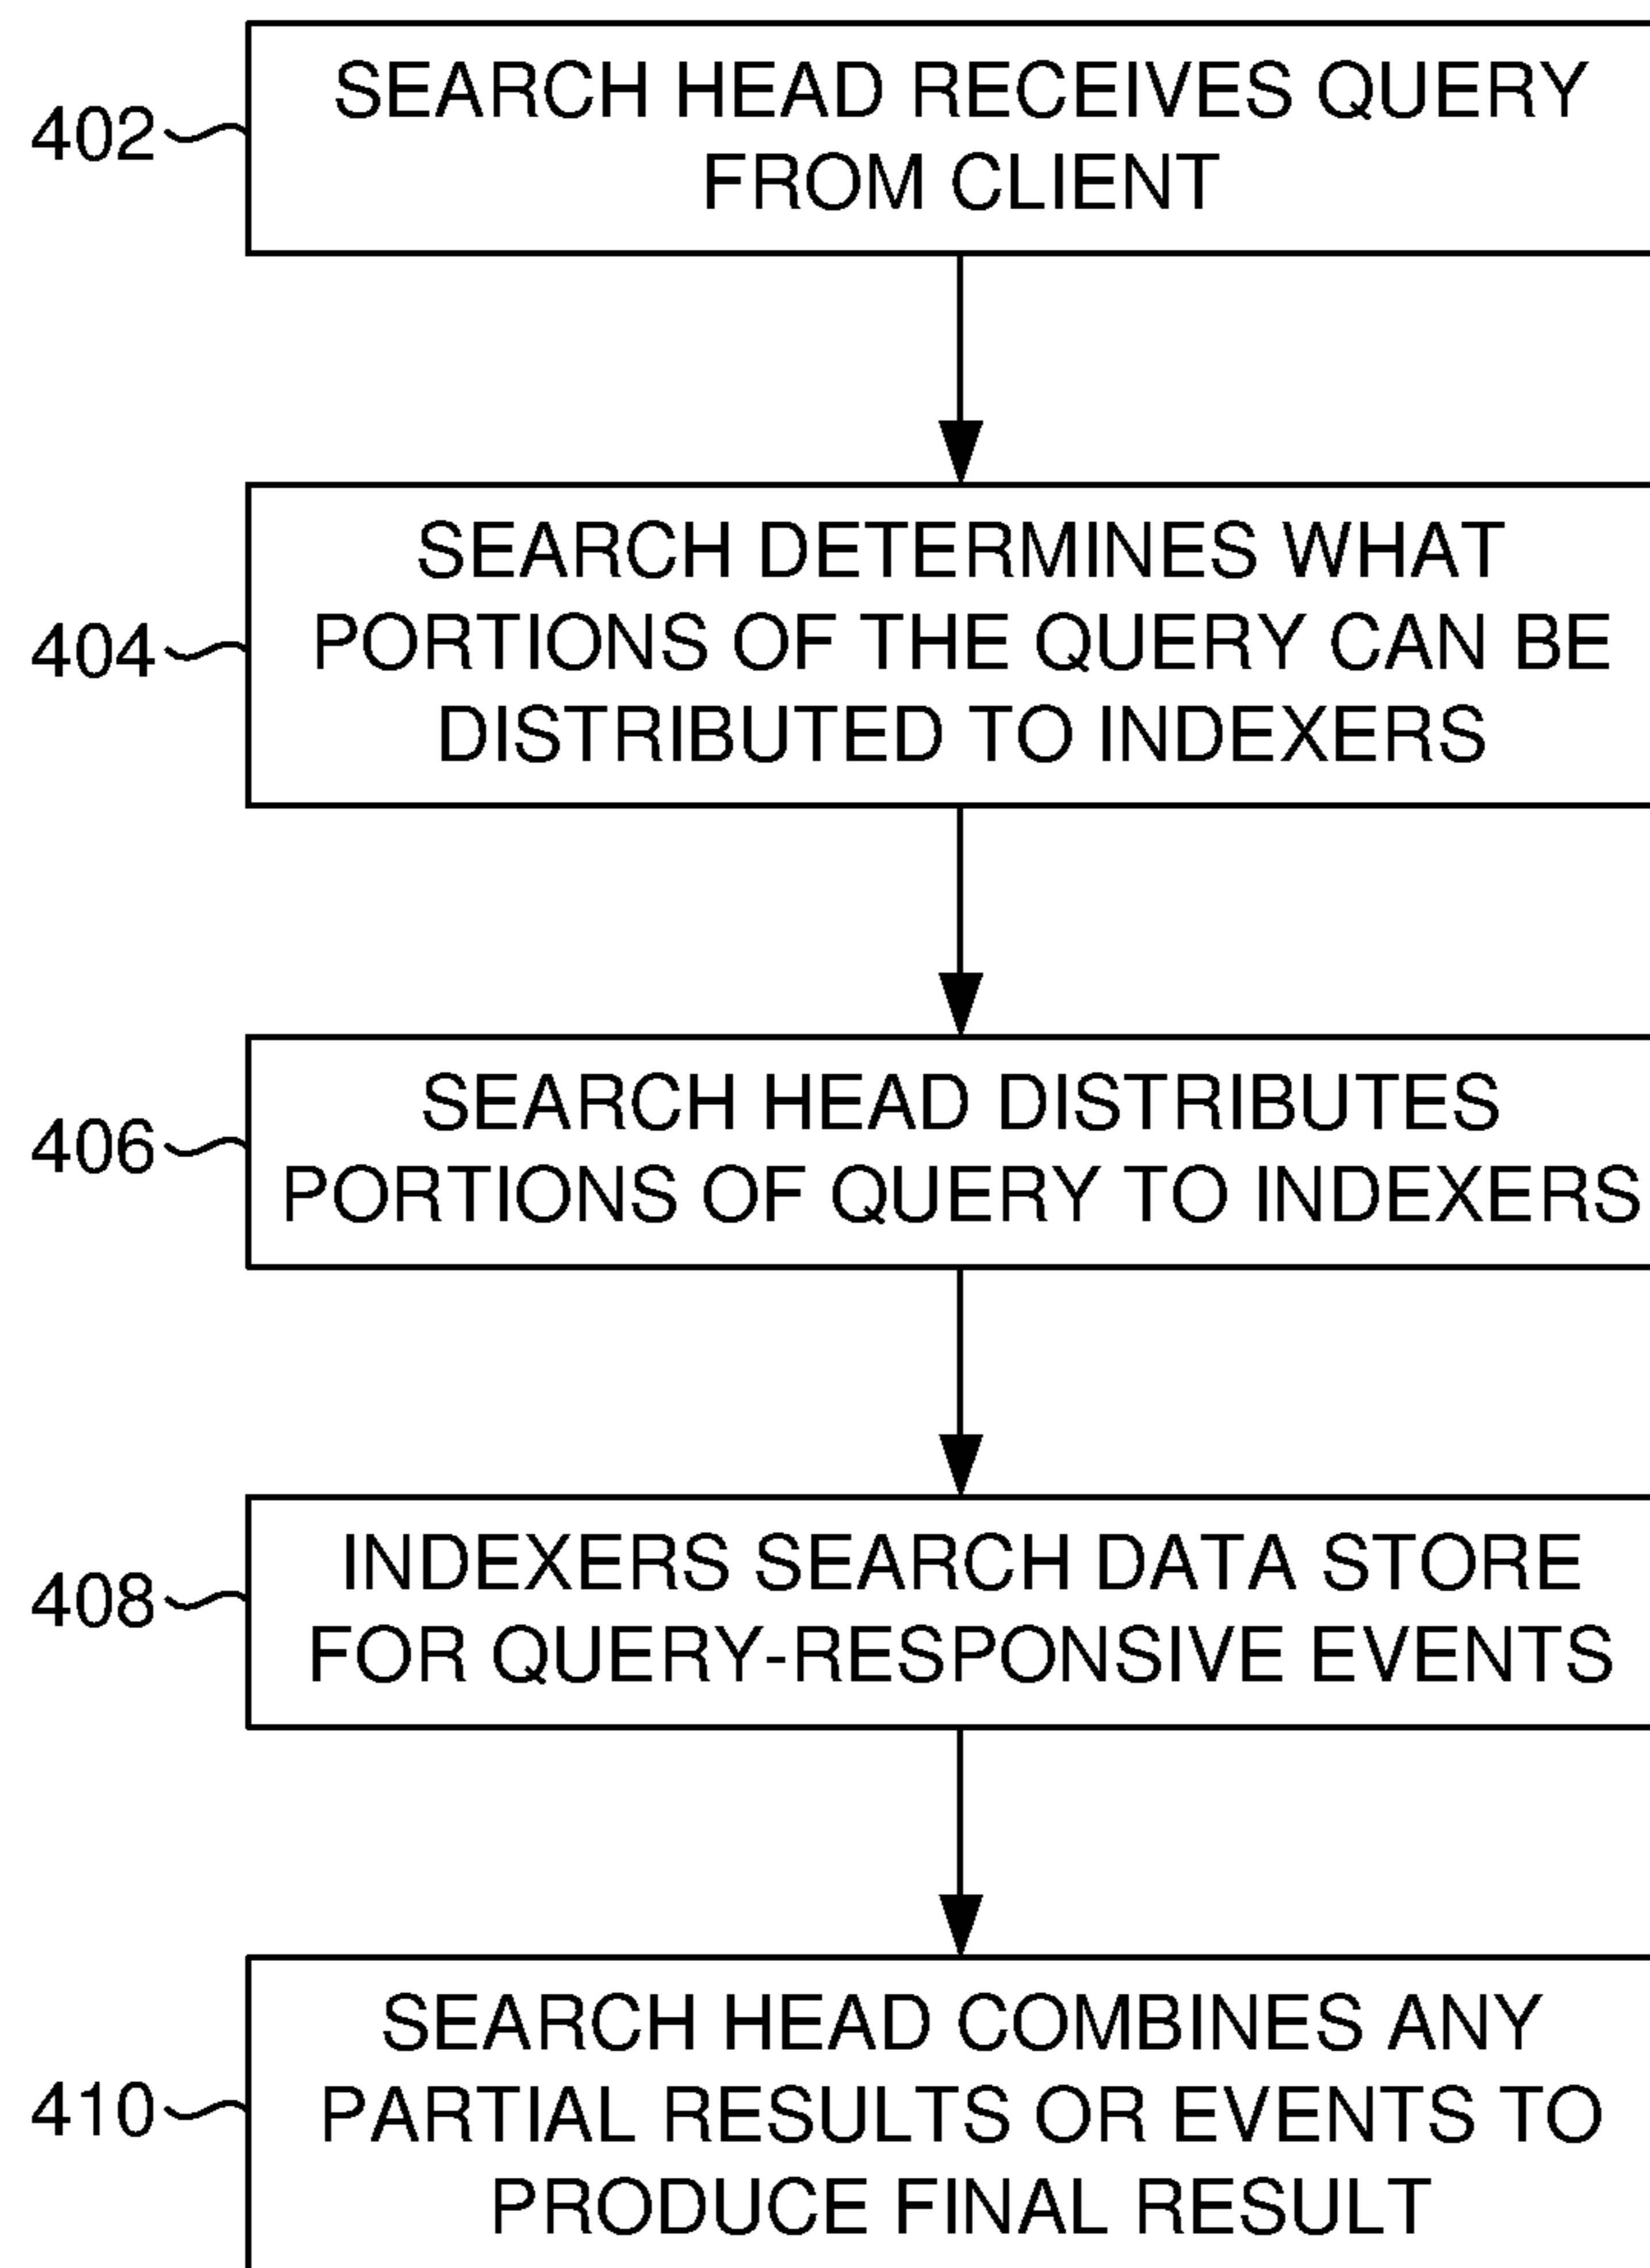 402
SEARCH HEAD RECEIVES QUERY
FROM CLIENT
404
SEARCH DETERMINES WHAT
PORTIONS OF THE QUERY CAN BE
DISTRIBUTED TO INDEXERS
406
SEARCH HEAD DISTRIBUTES
PORTIONS OF QUERY TO INDEXERS
408
INDEXERS SEARCH DATA STORE
FOR QUERY-RESPONSIVE EVENTS
410
SEARCH HEAD COMBINES ANY
PARTIAL RESULTS OR EVENTS TO
PRODUCE FINAL RESULT